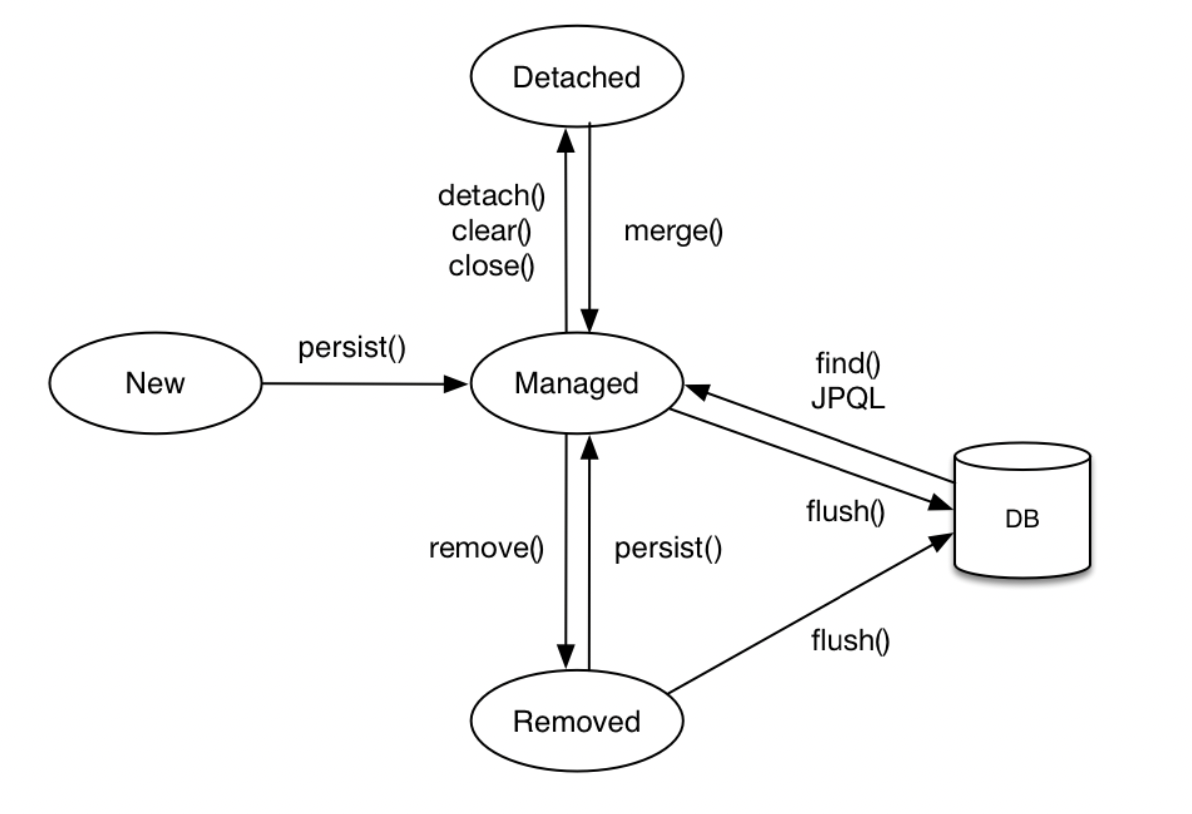 Detached
detach()
clear()
close()
merge()
New
persist()
Managed
find()
JPQL
flush()
DB
remove()
persist()
flush()
Removed